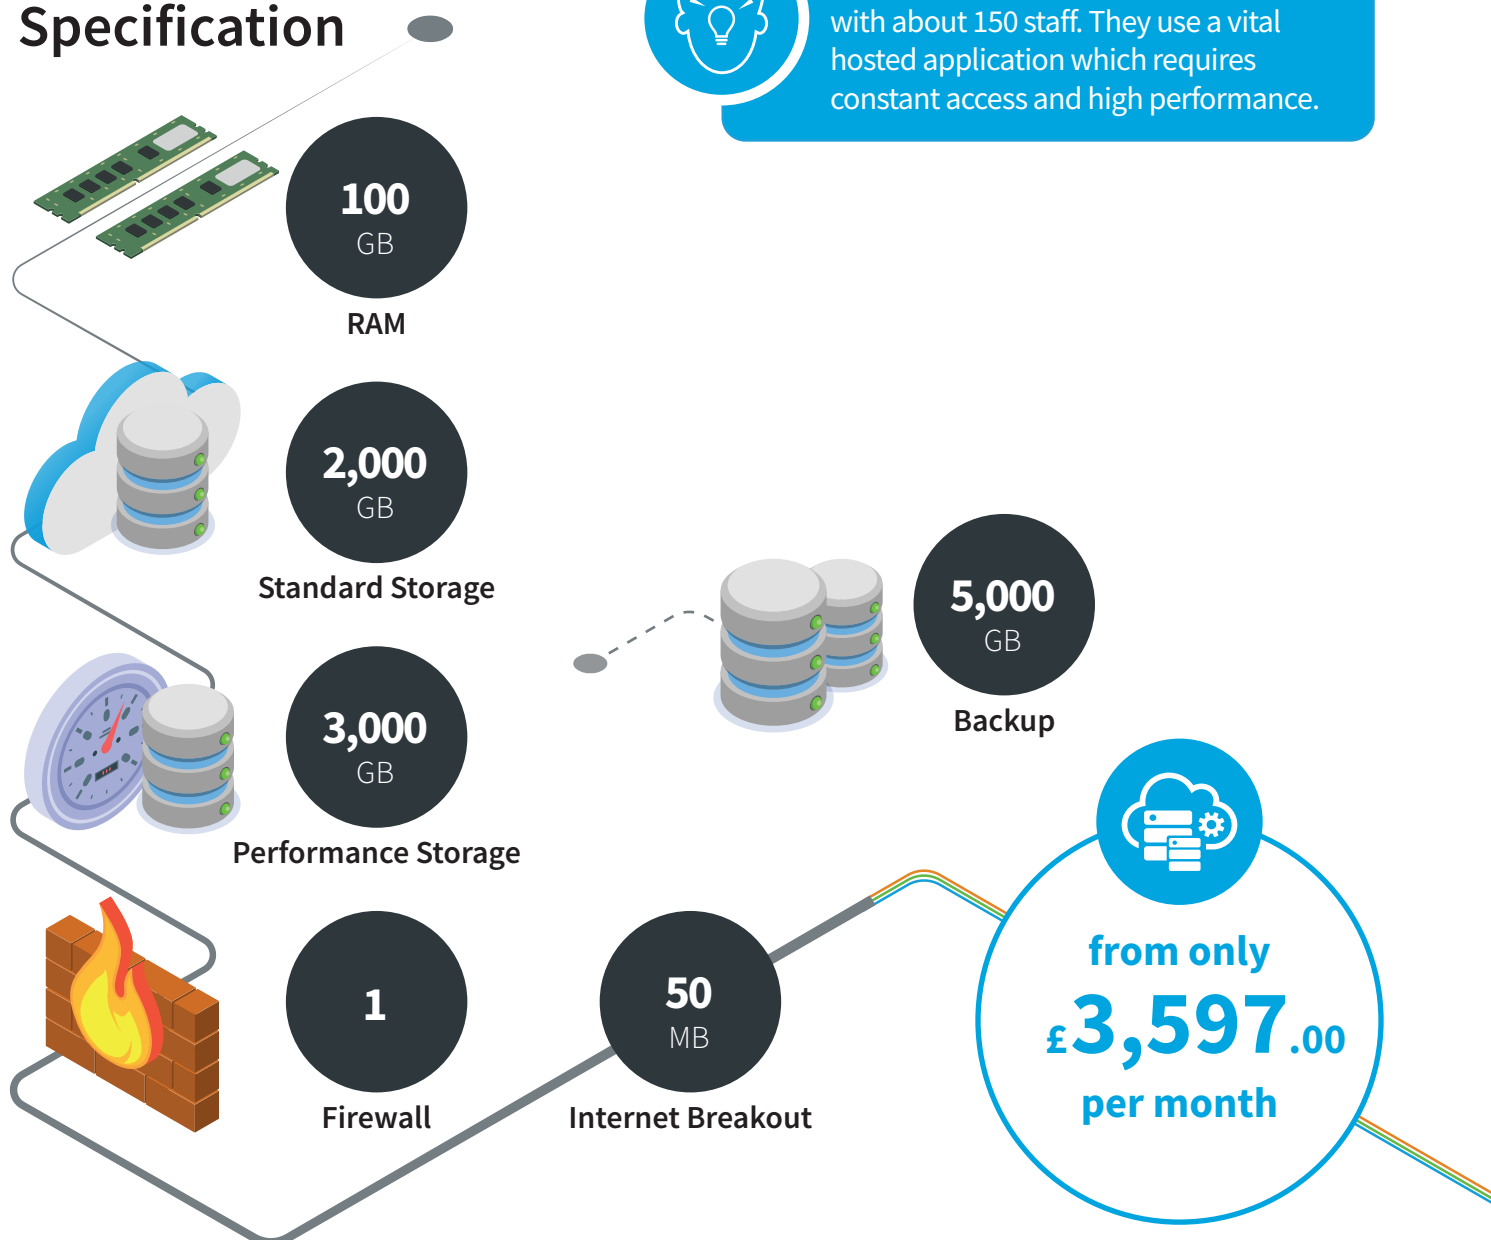 Specification
with about 150 staff. They use a vital
hosted application which requires
constant access and high performance.
100
GB
RAM
2,000
GB
Standard Storage
5,000
GB
Backup
3,000
GB
Performance Storage
1
Firewall
50
MB
Internet Breakout
from only
£3,597.00
per month